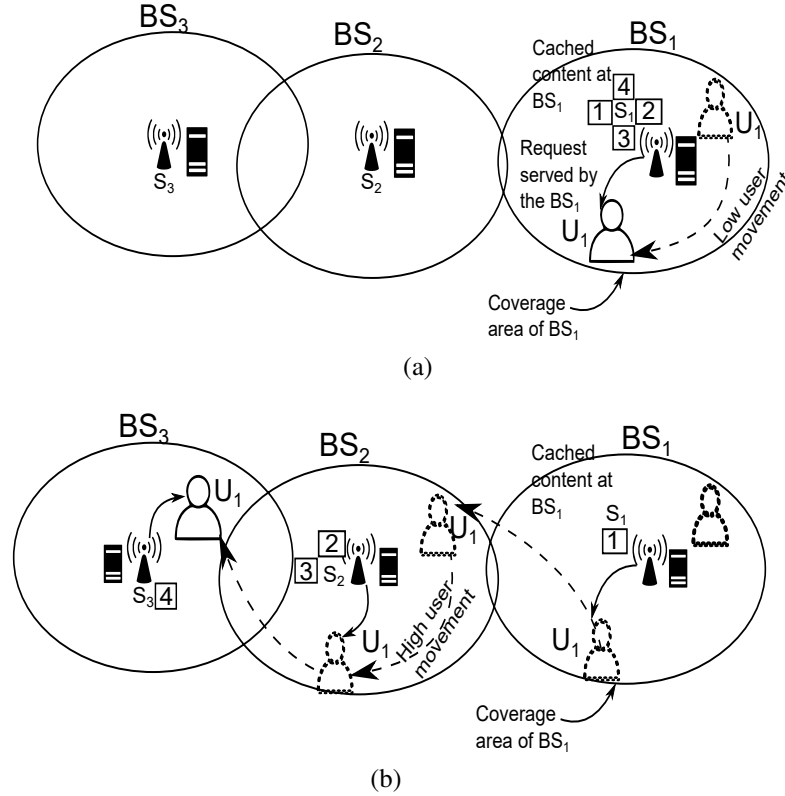 BS₃
BS₂
BS₁
Cached
content at
BS₁
4
1 S₁ 2
3
U₁
Request
served by
the BS₁
S₃
S₂
U₁
Low user
movement
Coverage
area of BS₁
(a)
BS₃
BS₂
BS₁
Cached
content at
BS₁
U₁
U₁
S₁
1
2
3 S₂
S₃ 4
U₁
High user
movement
U₁
Coverage
area of BS₁
(b)